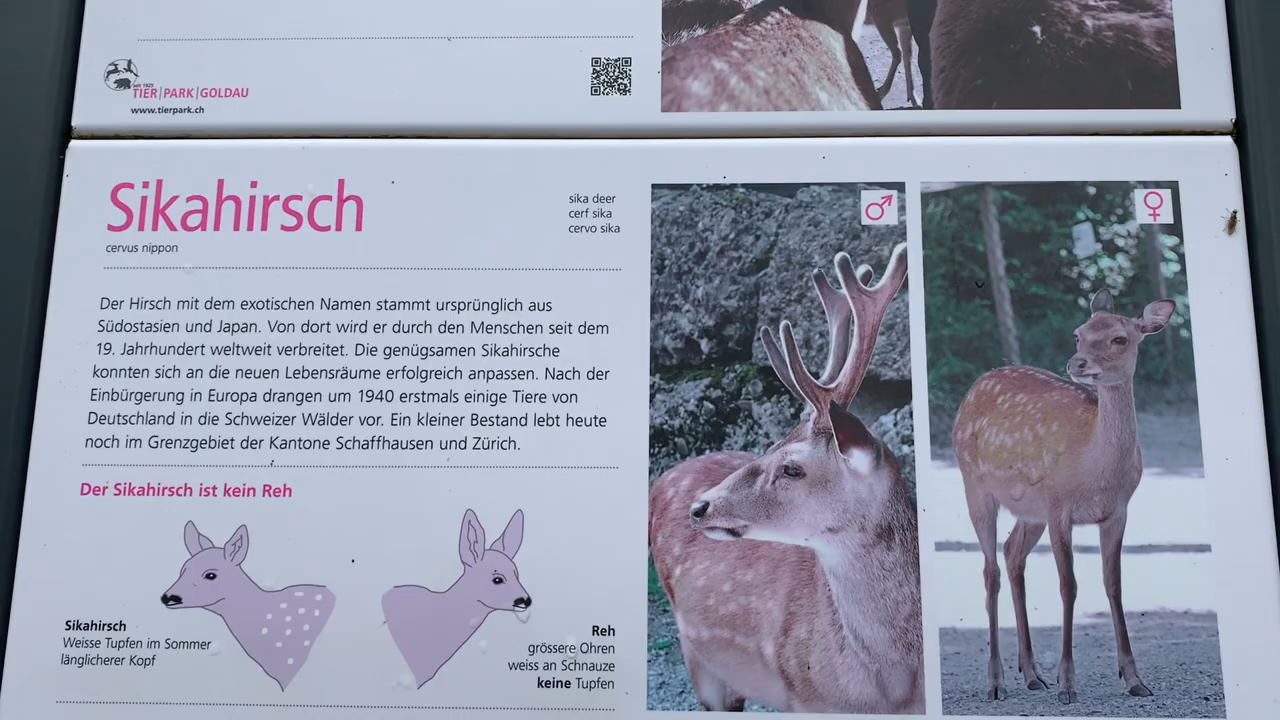 seit 1925
TIER|PARK|GOLDAU
www.tierpark.ch
Sikahirsch
cervus nippon
sika deer
cerf sika
cervo sika
♂
♀
Der Hirsch mit dem exotischen Namen stammt ursprünglich aus
Südostasien und Japan. Von dort wird er durch den Menschen seit dem
19. Jahrhundert weltweit verbreitet. Die genügsamen Sikahirsche
konnten sich an die neuen Lebensräume erfolgreich anpassen. Nach der
Einbürgerung in Europa drangen um 1940 erstmals einige Tiere von
Deutschland in die Schweizer Wälder vor. Ein kleiner Bestand lebt heute
noch im Grenzgebiet der Kantone Schaffhausen und Zürich.
Der Sikahirsch ist kein Reh
Sikahirsch
Weisse Tupfen im Sommer
länglicherer Kopf
Reh
grössere Ohren
weiss an Schnauze
keine Tupfen